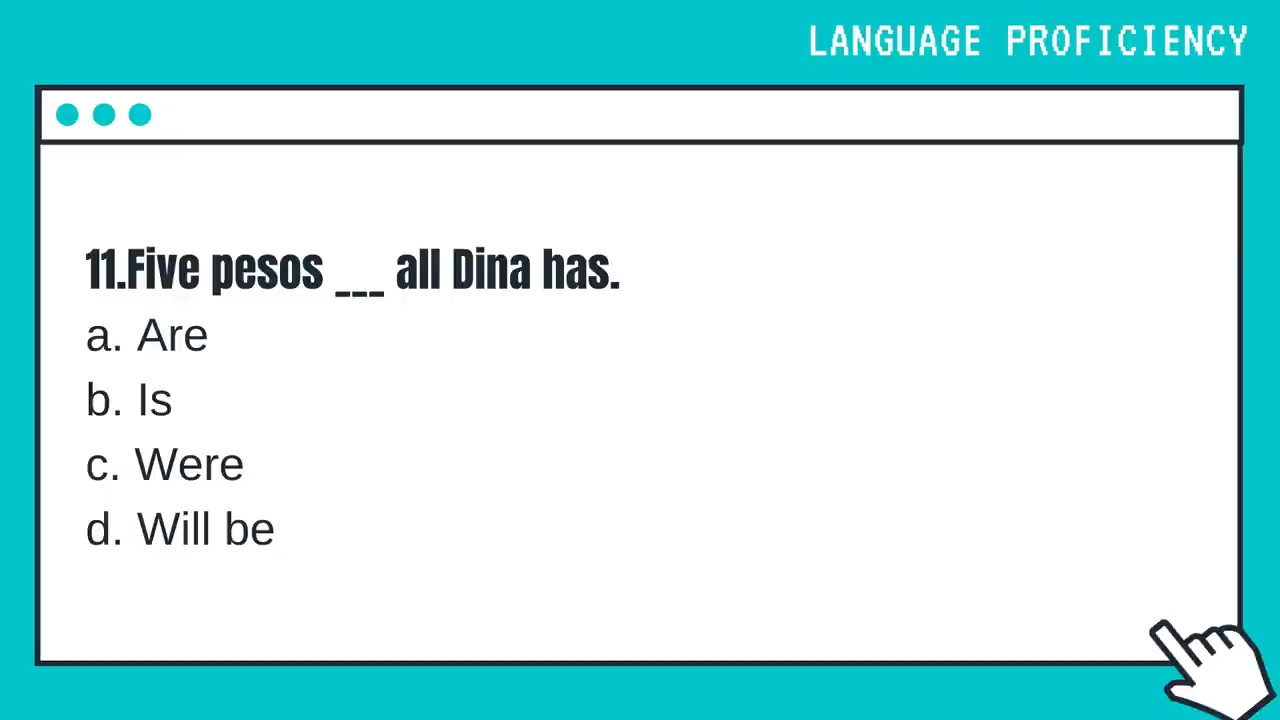 LANGUAGE PROFICIENCY
11.Five pesos ___ all Dina has.
a. Are
b. Is
c. Were
d. Will be